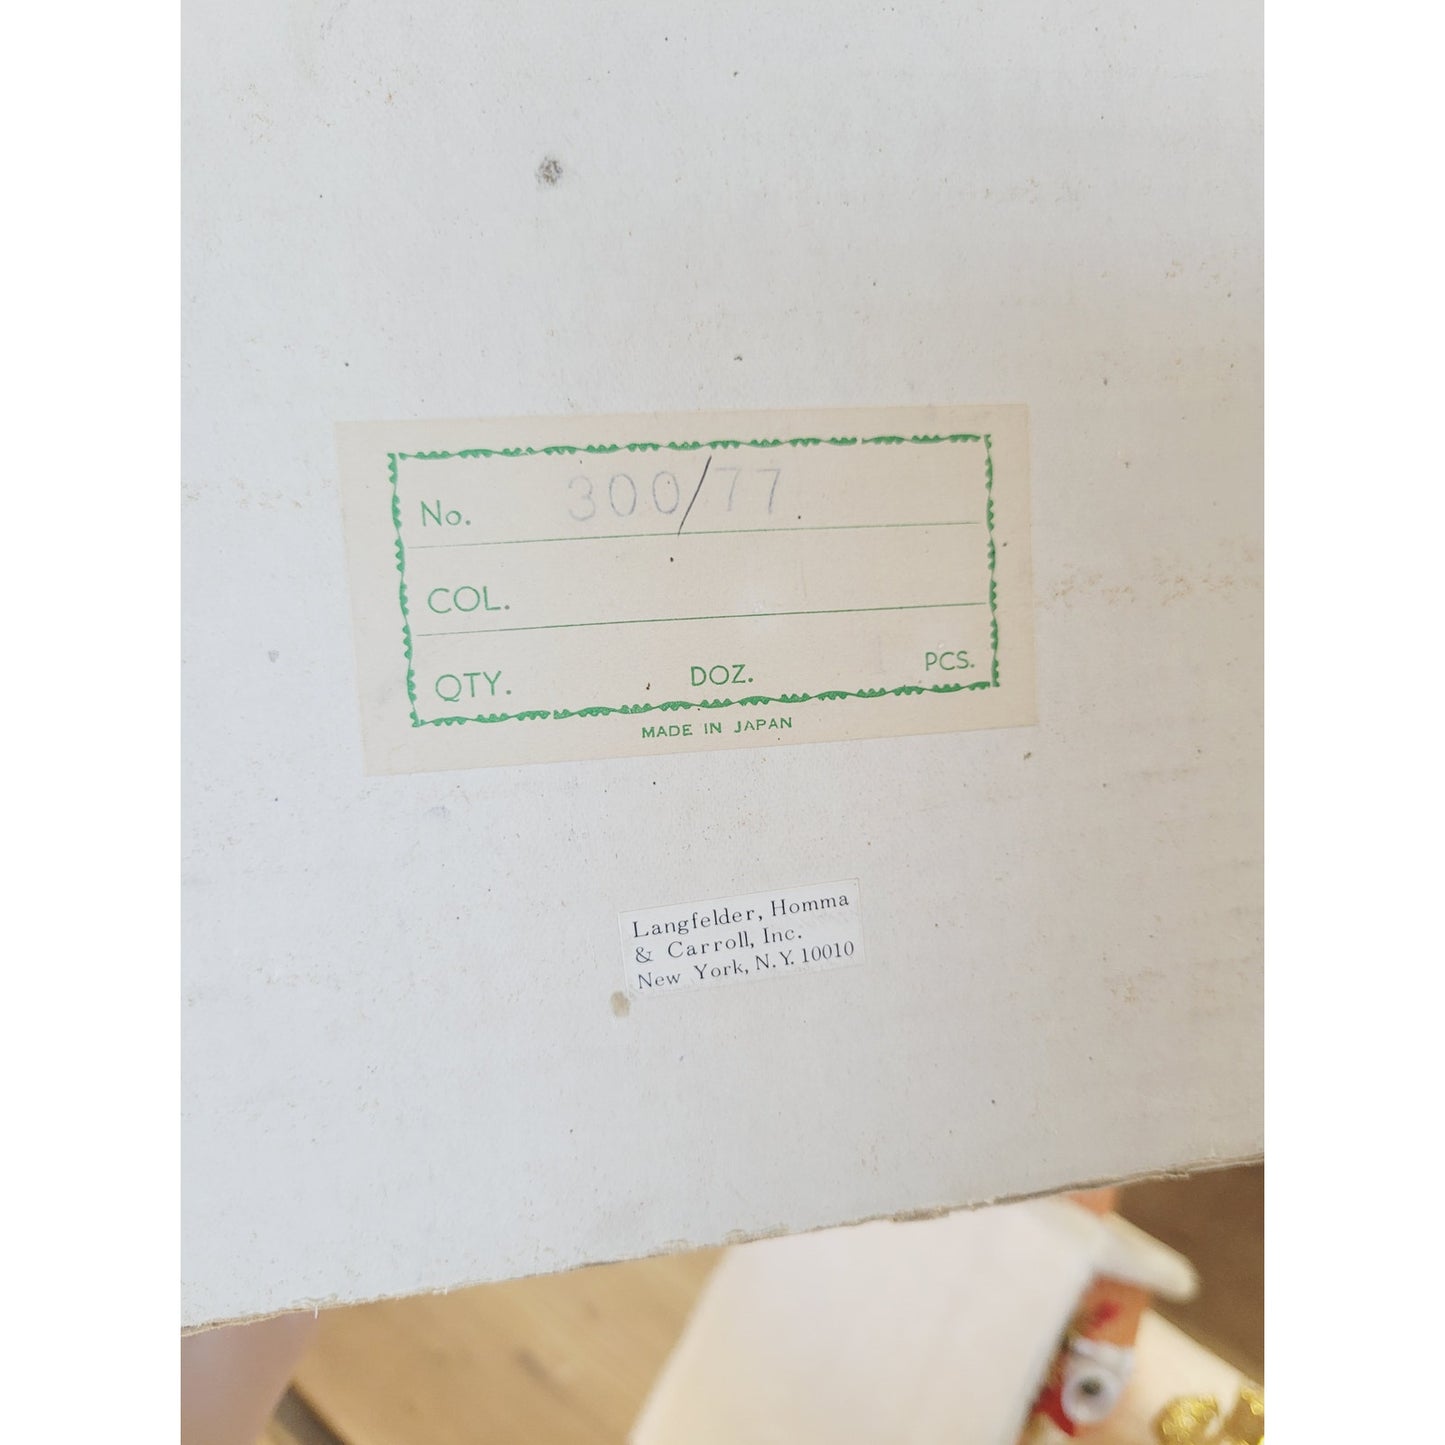 No. 300/77
COL.
QTY. DOZ. PCS.
MADE IN JAPAN
Langfelder, Homma
& Carroll, Inc.
New York, N.Y. 10010